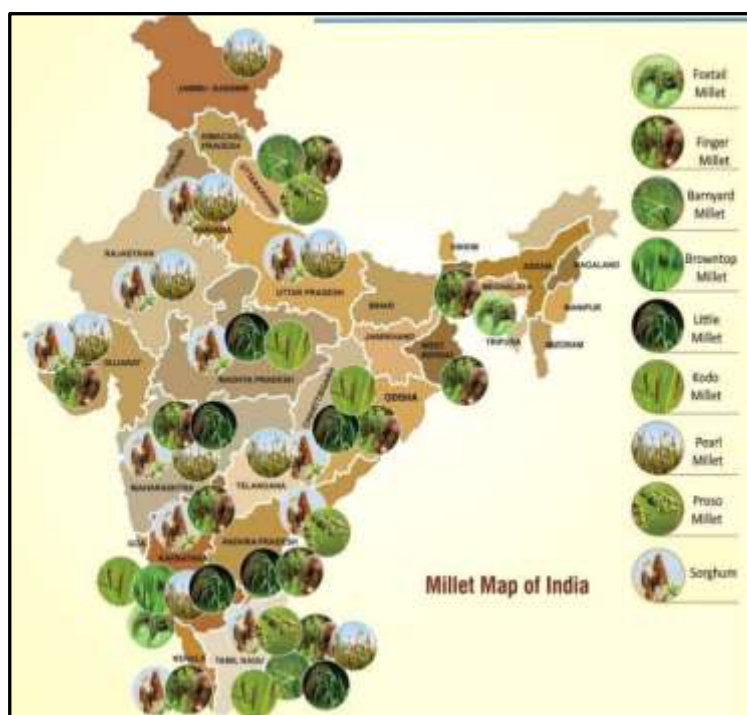 JAMMU - KASHMIR
HIMACHAL
PRADESH
UTTARAKHAND
HARYANA
RAJASTHAN
UTTAR PRADESH
SIKKIM
ASSAM
NAGALAND
MEGHALAYA
MANIPUR
BIHAR
TRIPURA
MIZORAM
JHARKHAND
WEST
BENGAL
GUJARAT
MADHYA PRADESH
CHHATTISGARH
ODISHA
MAHARASHTRA
TELANGANA
GOA
KARNATAKA
ANDHRA PRADESH
KERALA
TAMIL NADU
Millet Map of India
Foxtail
Millet
Finger
Millet
Barnyard
Millet
Browntop
Millet
Little
Millet
Kodo
Millet
Pearl
Millet
Proso
Millet
Sorghum